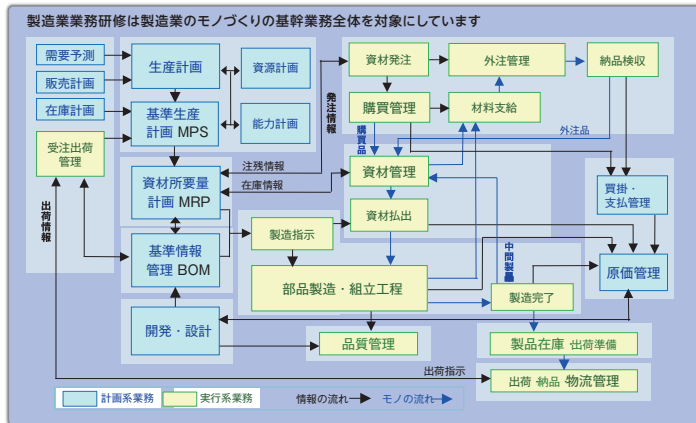 製造業業務研修は製造業のモノづくりの基幹業務全体を対象にしています
需要予測
販売計画
在庫計画
受注出荷
管理
出荷情報
生産計画
資源計画
基準生産
計画 MPS
能力計画
資材所要量
計画 MRP
基準情報
管理 BOM
開発・設計
注残情報
在庫情報
発注情報
資材発注
外注管理
納品検収
購買管理
材料支給
購買品
外注品
資材管理
資材払出
買掛・
支払管理
原価管理
製造指示
部品製造・組立工程
中間製品
製造完了
品質管理
製品在庫・出荷準備
出荷・納品 物流管理
出荷指示
計画系業務
実行系業務
情報の流れ
モノの流れ